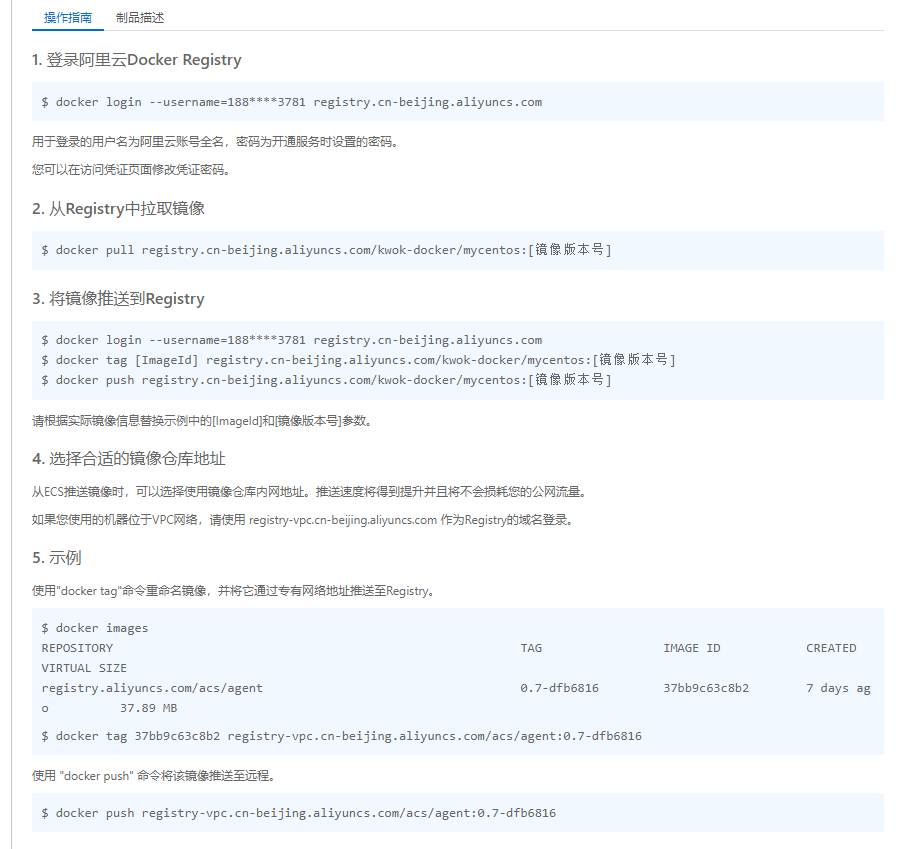 操作指南 制品描述
1. 登录阿里云Docker Registry
$ docker login --username=188****3781 registry.cn-beijing.aliyuncs.com
用于登录的用户名为阿里云账号全名，密码为开通服务时设置的密码。
您可以在访问凭证页面修改凭证密码。
2. 从Registry中拉取镜像
$ docker pull registry.cn-beijing.aliyuncs.com/kwok-docker/mycentos:[镜像版本号]
3. 将镜像推送到Registry
$ docker login --username=188****3781 registry.cn-beijing.aliyuncs.com
$ docker tag [ImageId] registry.cn-beijing.aliyuncs.com/kwok-docker/mycentos:[镜像版本号]
$ docker push registry.cn-beijing.aliyuncs.com/kwok-docker/mycentos:[镜像版本号]
请根据实际镜像信息替换示例中的[ImageId]和[镜像版本号]参数。
4. 选择合适的镜像仓库地址
从ECS推送镜像时，可以选择使用镜像仓库内网地址。推送速度将得到提升并且将不会损耗您的公网流量。
如果您使用的机器位于VPC网络，请使用 registry-vpc.cn-beijing.aliyuncs.com 作为Registry的域名登录。
5. 示例
使用"docker tag"命令重命名镜像，并将它通过专有网络地址推送至Registry。
$ docker images
REPOSITORY TAG IMAGE ID CREATED
VIRTUAL SIZE
registry.aliyuncs.com/acs/agent 0.7-dfb6816 37bb9c63c8b2 7 days ag
o 37.89 MB
$ docker tag 37bb9c63c8b2 registry-vpc.cn-beijing.aliyuncs.com/acs/agent:0.7-dfb6816
使用 "docker push" 命令将该镜像推送至远程。
$ docker push registry-vpc.cn-beijing.aliyuncs.com/acs/agent:0.7-dfb6816